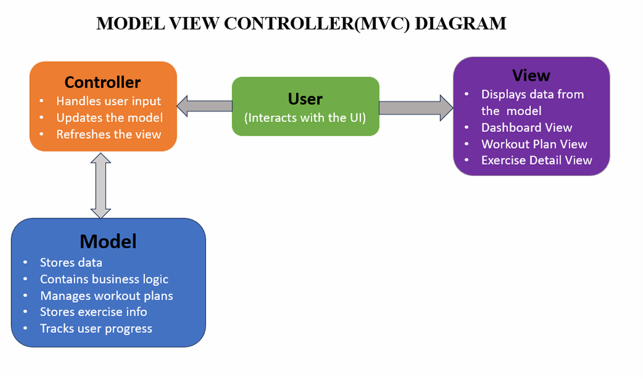 MODEL VIEW CONTROLLER(MVC) DIAGRAM
Controller
• Handles user input
• Updates the model
• Refreshes the view
User
(Interacts with the UI)
View
• Displays data from
the model
• Dashboard View
• Workout Plan View
• Exercise Detail View
Model
• Stores data
• Contains business logic
• Manages workout plans
• Stores exercise info
• Tracks user progress